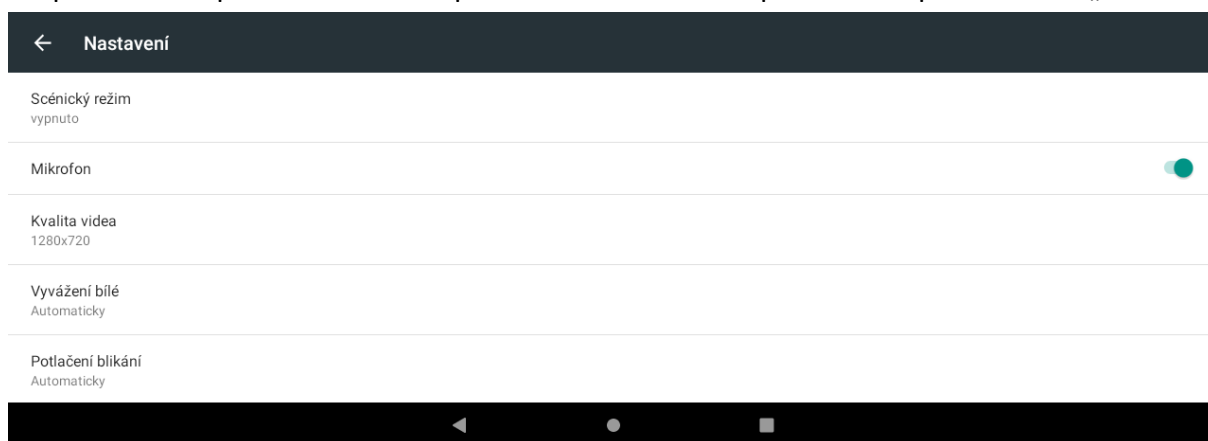 Nastavení
Scénický režim
vypnuto
Mikrofon
Kvalita videa
1280x720
Vyvážení bílé
Automaticky
Potlačení blikání
Automaticky